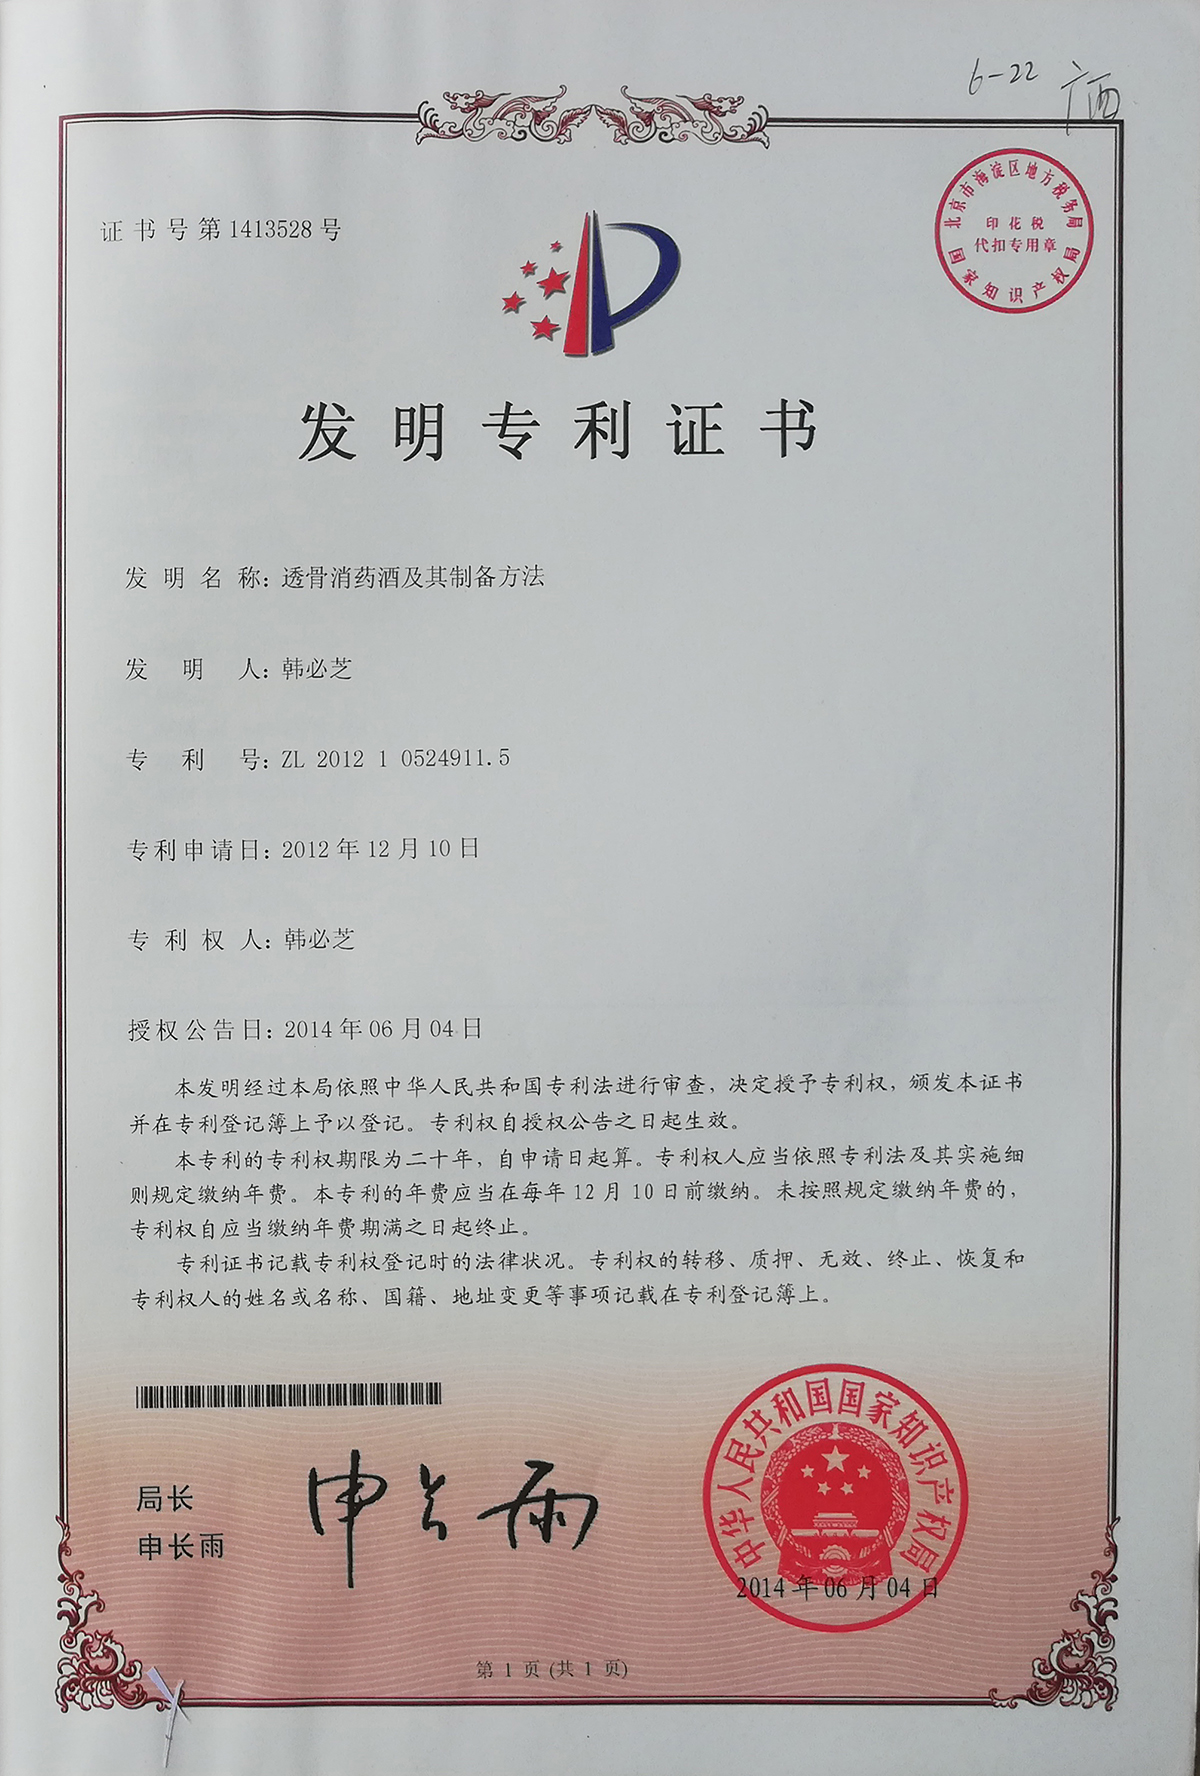 6-22 广西
北京市海淀区地方税务局
印花税
代扣专用章
国家知识产权局
证书号第1413528号
发明专利证书
发明名称：透骨消药酒及其制备方法
发明人：韩必芝
专利号：ZL 2012 1 0524911.5
专利申请日：2012年12月10日
专利权人：韩必芝
授权公告日：2014年06月04日
本发明经过本局依照中华人民共和国专利法进行审查，决定授予专利权，颁发本证书
并在专利登记簿上予以登记。专利权自授权公告之日起生效。
本专利的专利权期限为二十年，自申请日起算。专利权人应当依照专利法及其实施细
则规定缴纳年费。本专利的年费应当在每年12月10日前缴纳。未按照规定缴纳年费的，
专利权自应当缴纳年费期满之日起终止。
专利证书记载专利权登记时的法律状况。专利权的转移、质押、无效、终止、恢复和
专利权人的姓名或名称、国籍、地址变更等事项记载在专利登记簿上。
局长
申长雨
申长雨
中华人民共和国国家知识产权局
2014年06月04日
第1页(共1页)